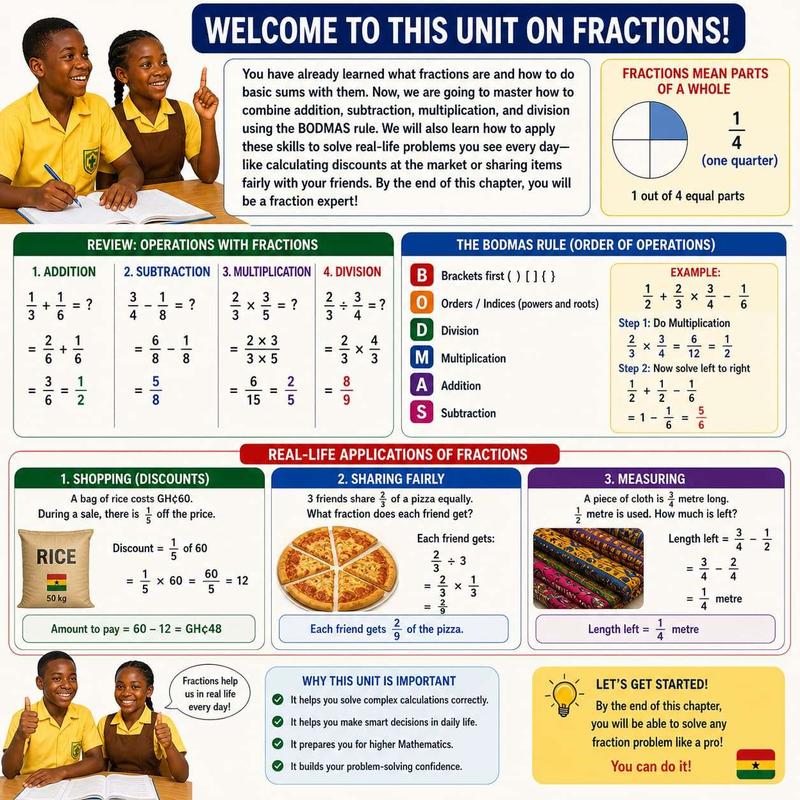 WELCOME TO THIS UNIT ON FRACTIONS!
You have already learned what fractions are and how to do
basic sums with them. Now, we are going to master how to
combine addition, subtraction, multiplication, and division
using the BODMAS rule. We will also learn how to apply
these skills to solve real-life problems you see every day—
like calculating discounts at the market or sharing items
fairly with your friends. By the end of this chapter, you will
be a fraction expert!
FRACTIONS MEAN PARTS
OF A WHOLE
1/4
(one quarter)
1 out of 4 equal parts
REVIEW: OPERATIONS WITH FRACTIONS
1. ADDITION
1/3 + 1/6 = ?
= 2/6 + 1/6
= 3/6 = 1/2
2. SUBTRACTION
3/4 − 1/8 = ?
= 6/8 − 1/8
= 5/8
3. MULTIPLICATION
2/3 × 3/5 = ?
= 2 × 3/3 × 5
= 6/15 = 2/5
4. DIVISION
2/3 ÷ 3/4 = ?
= 2/3 × 4/3
= 8/9
THE BODMAS RULE (ORDER OF OPERATIONS)
B Brackets first ( ) [ ] { }
O Orders / Indices (powers and roots)
D Division
M Multiplication
A Addition
S Subtraction
EXAMPLE:
1/2 + 2/3 × 3/4 − 1/6
Step 1: Do Multiplication
2/3 × 3/4 = 6/12 = 1/2
Step 2: Now solve left to right
1/2 + 1/2 − 1/6
= 1 − 1/6 = 5/6
REAL-LIFE APPLICATIONS OF FRACTIONS
1. SHOPPING (DISCOUNTS)
A bag of rice costs GH₵60.
During a sale, there is 1/5 off the price.
RICE
50 kg
Discount = 1/5 of 60
= 1/5 × 60 = 60/5 = 12
Amount to pay = 60 − 12 = GH₵48
2. SHARING FAIRLY
3 friends share 2/3 of a pizza equally.
What fraction does each friend get?
Each friend gets:
2/3 ÷ 3
= 2/3 × 1/3
= 2/9
Each friend gets 2/9 of the pizza.
3. MEASURING
A piece of cloth is 3/4 metre long.
1/2 metre is used. How much is left?
Length left = 3/4 − 1/2
= 3/4 − 2/4
= 1/4 metre
Length left = 1/4 metre
Fractions help
us in real life
every day!
WHY THIS UNIT IS IMPORTANT
It helps you solve complex calculations correctly.
It helps you make smart decisions in daily life.
It prepares you for higher Mathematics.
It builds your problem-solving confidence.
LET'S GET STARTED!
By the end of this chapter,
you will be able to solve any
fraction problem like a pro!
You can do it!